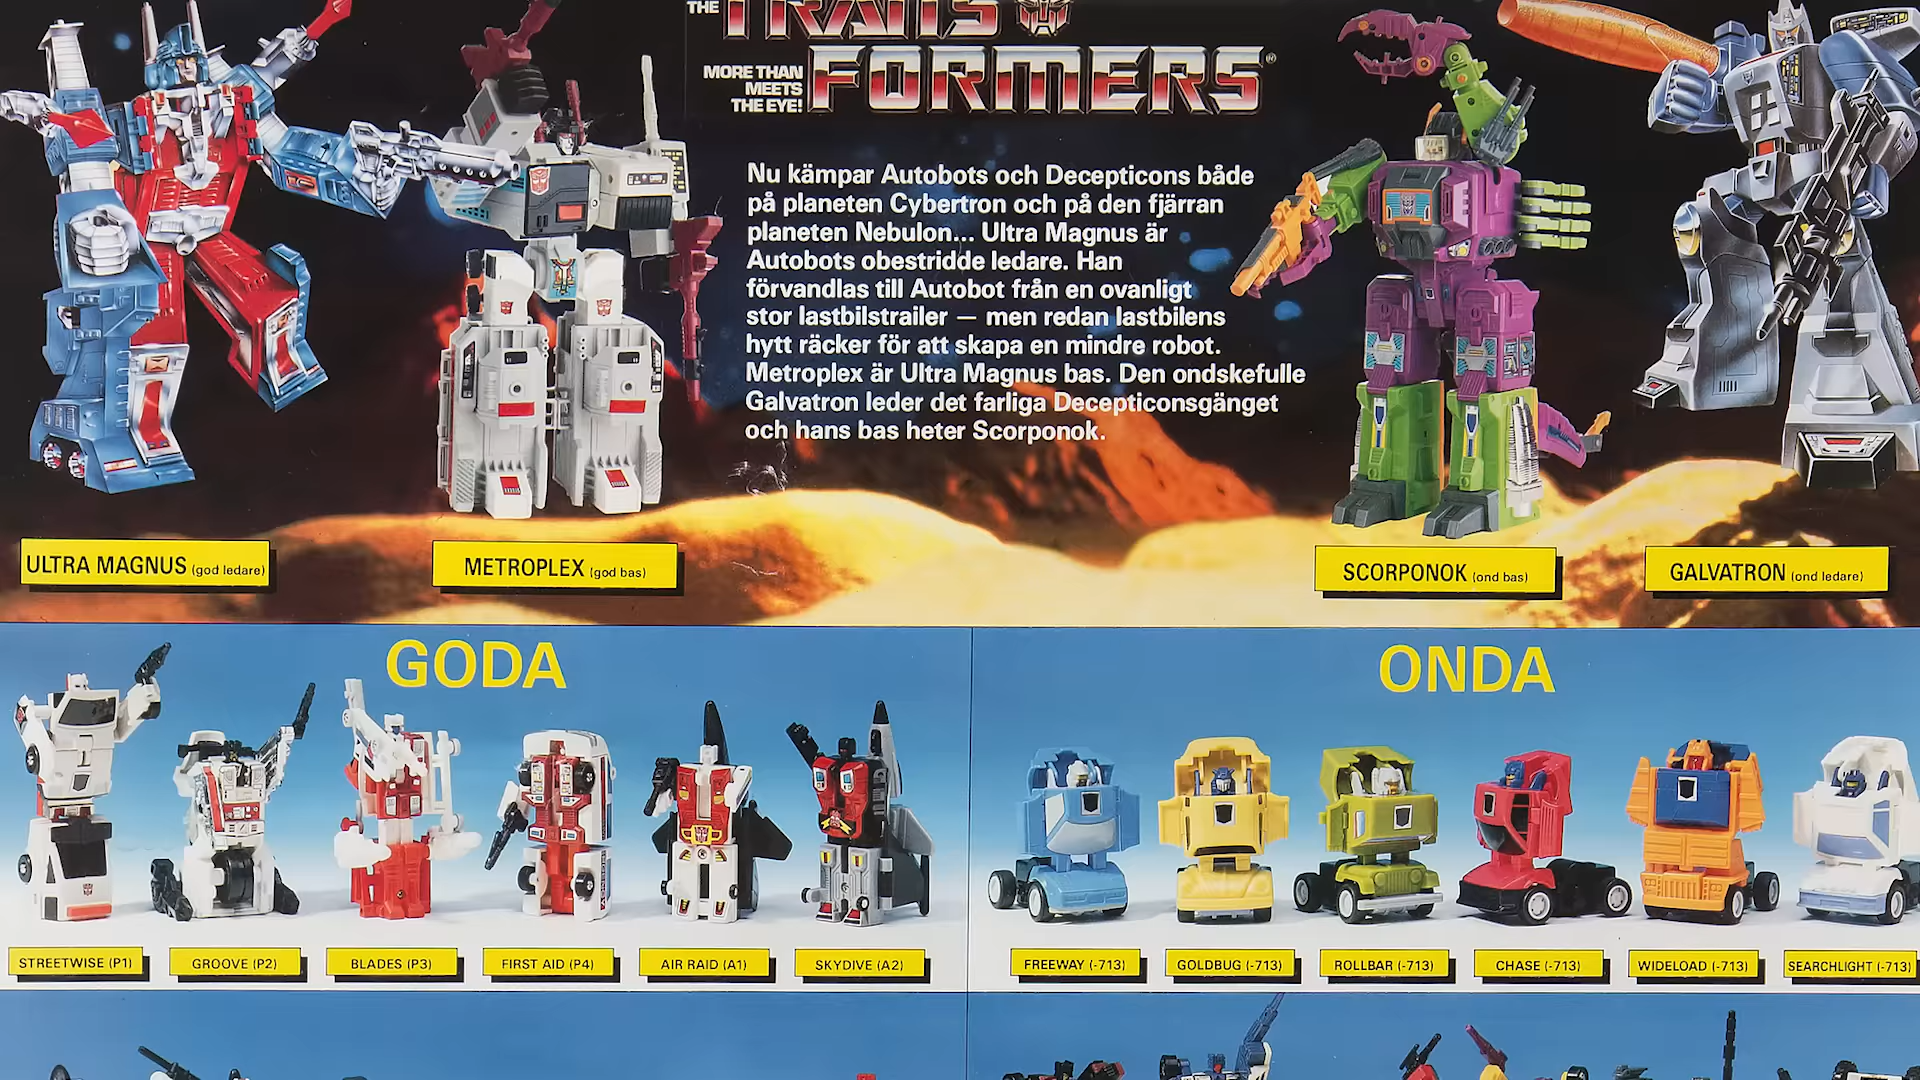 THE TRANS
FORMERS
MORE THAN
MEETS
THE EYE!
Nu kämpar Autobots och Decepticons både
på planeten Cybertron och på den fjärran
planeten Nebulon... Ultra Magnus är
Autobots obestridde ledare. Han
förvandlas till Autobot från en ovanligt
stor lastbilstrailer — men redan lastbilens
hytt räcker för att skapa en mindre robot.
Metroplex är Ultra Magnus bas. Den ondskefulle
Galvatron leder det farliga Decepticonsgänget
och hans bas heter Scorponok.
ULTRA MAGNUS (god ledare)
METROPLEX (god bas)
SCORPONOK (ond bas)
GALVATRON (ond ledare)
GODA
ONDA
STREETWISE (P1)
GROOVE (P2)
BLADES (P3)
FIRST AID (P4)
AIR RAID (A1)
SKYDIVE (A2)
FREEWAY (-713)
GOLDBUG (-713)
ROLLBAR (-713)
CHASE (-713)
WIDELOAD (-713)
SEARCHLIGHT (-713)